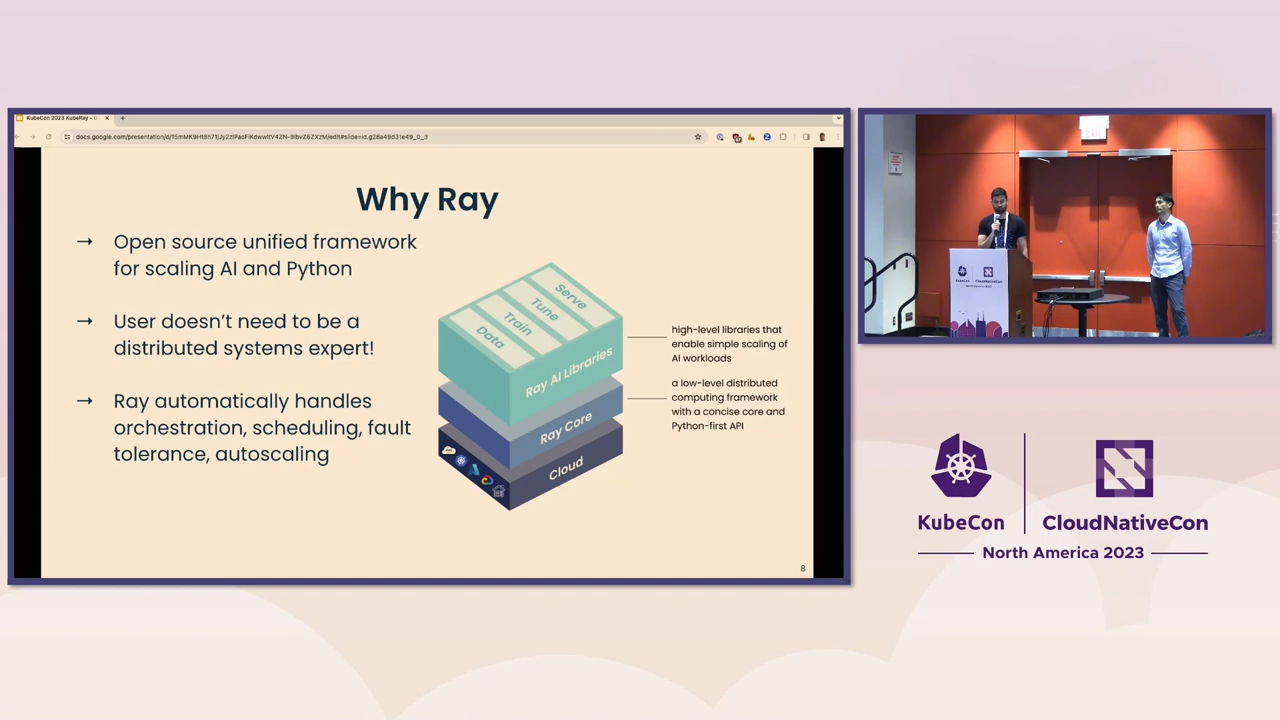 KubeCon 2023 KubeRay - G
Why Ray
→ Open source unified framework
for scaling AI and Python
→ User doesn't need to be a
distributed systems expert!
→ Ray automatically handles
orchestration, scheduling, fault
tolerance, autoscaling
Data
Train
Tune
Serve
Ray AI Libraries
Ray Core
Cloud
high-level libraries that
enable simple scaling of
AI workloads
a low-level distributed
computing framework
with a concise core and
Python-first API
8
EXIT
KubeCon
CloudNativeCon
North America 2023